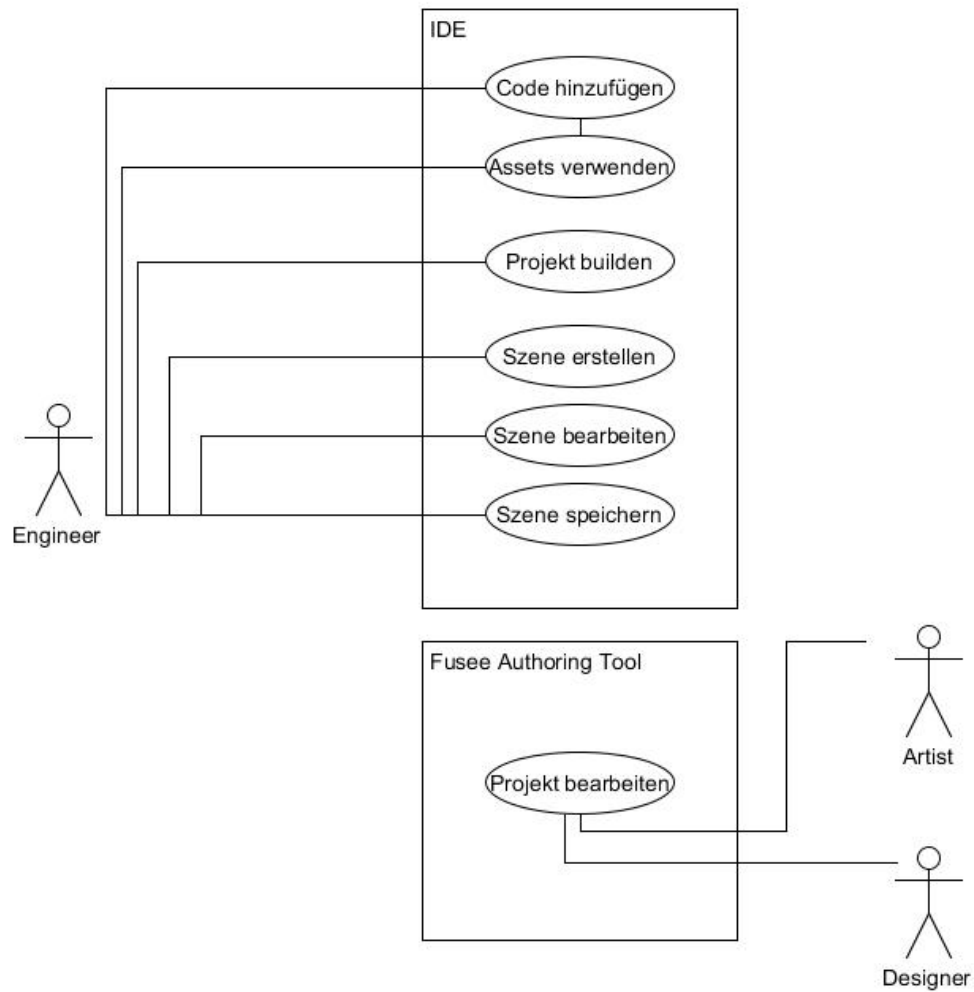 IDE
Code hinzufügen
Assets verwenden
Projekt builden
Szene erstellen
Szene bearbeiten
Szene speichern
Engineer
Fusee Authoring Tool
Projekt bearbeiten
Artist
Designer